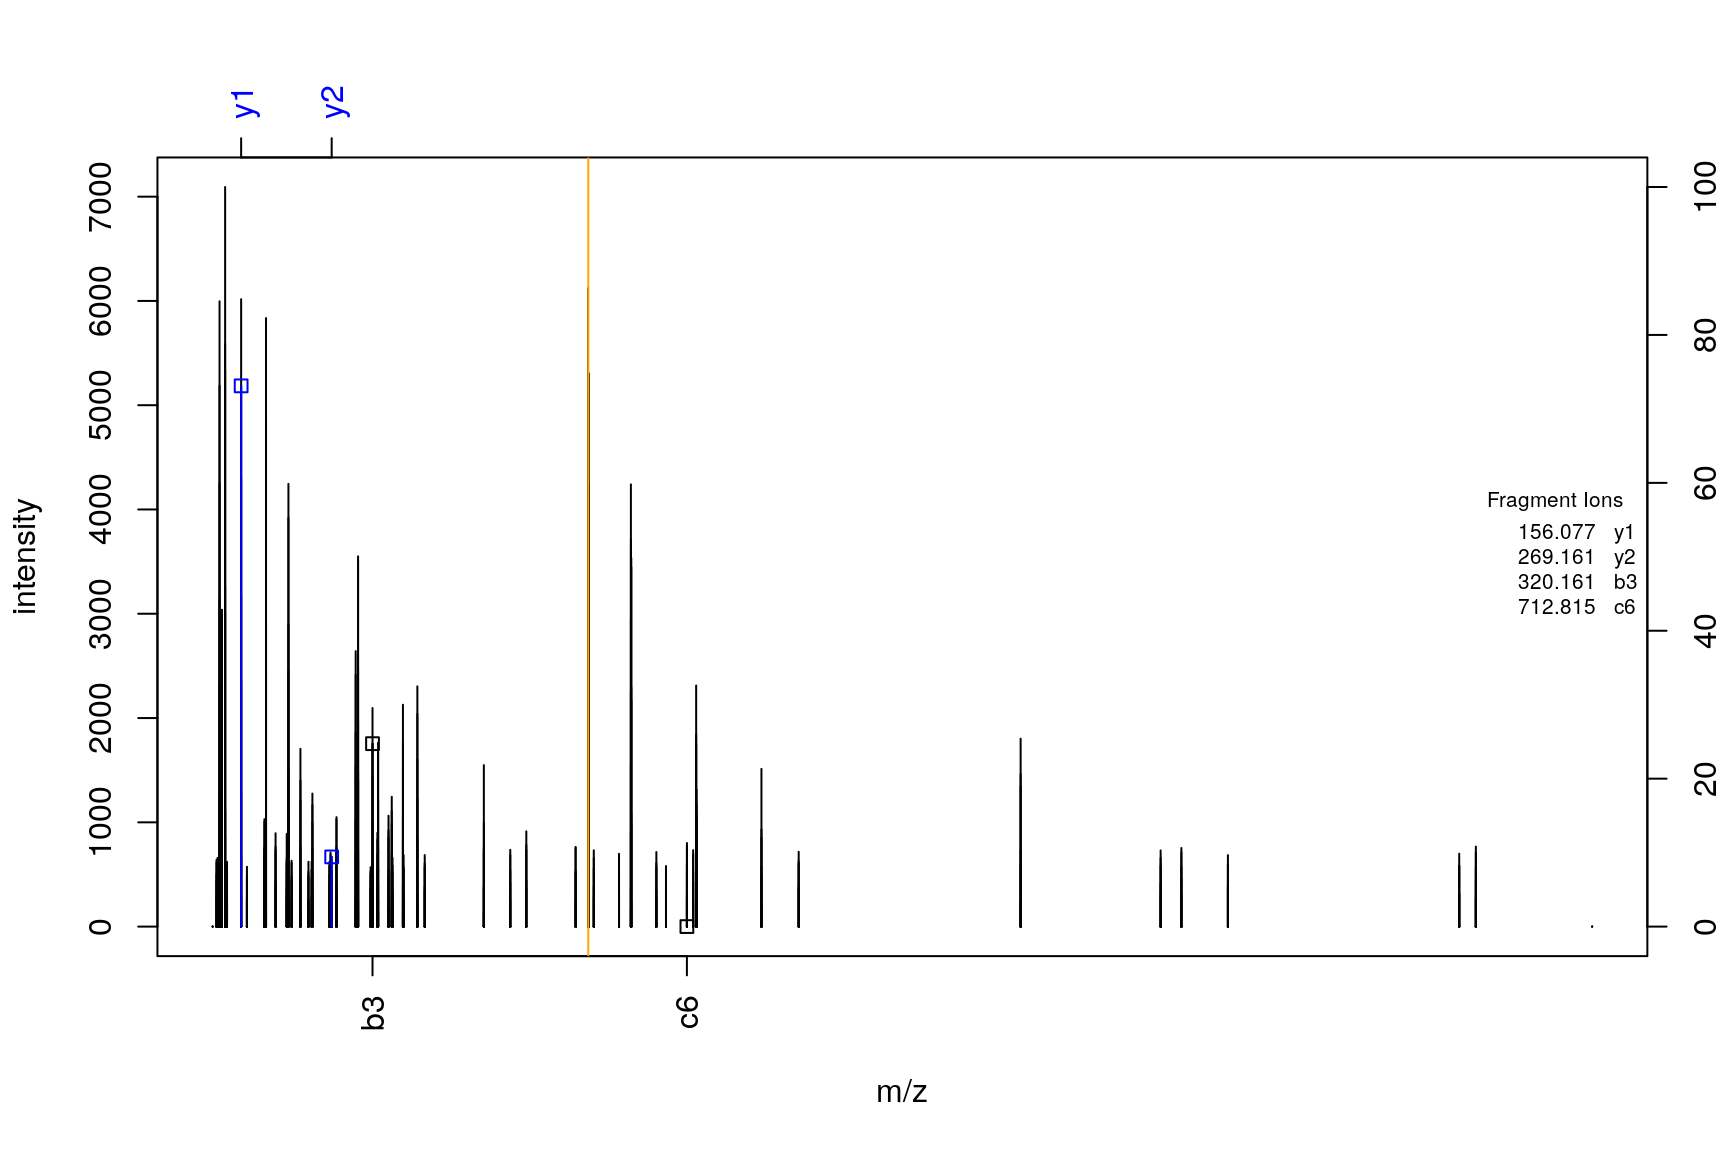 y1 y2
7000
6000
5000
4000
3000
2000
1000
0
intensity
100
80
60
40
20
0
Fragment Ions
156.077 y1
269.161 y2
320.161 b3
712.815 c6
b3 c6
m/z